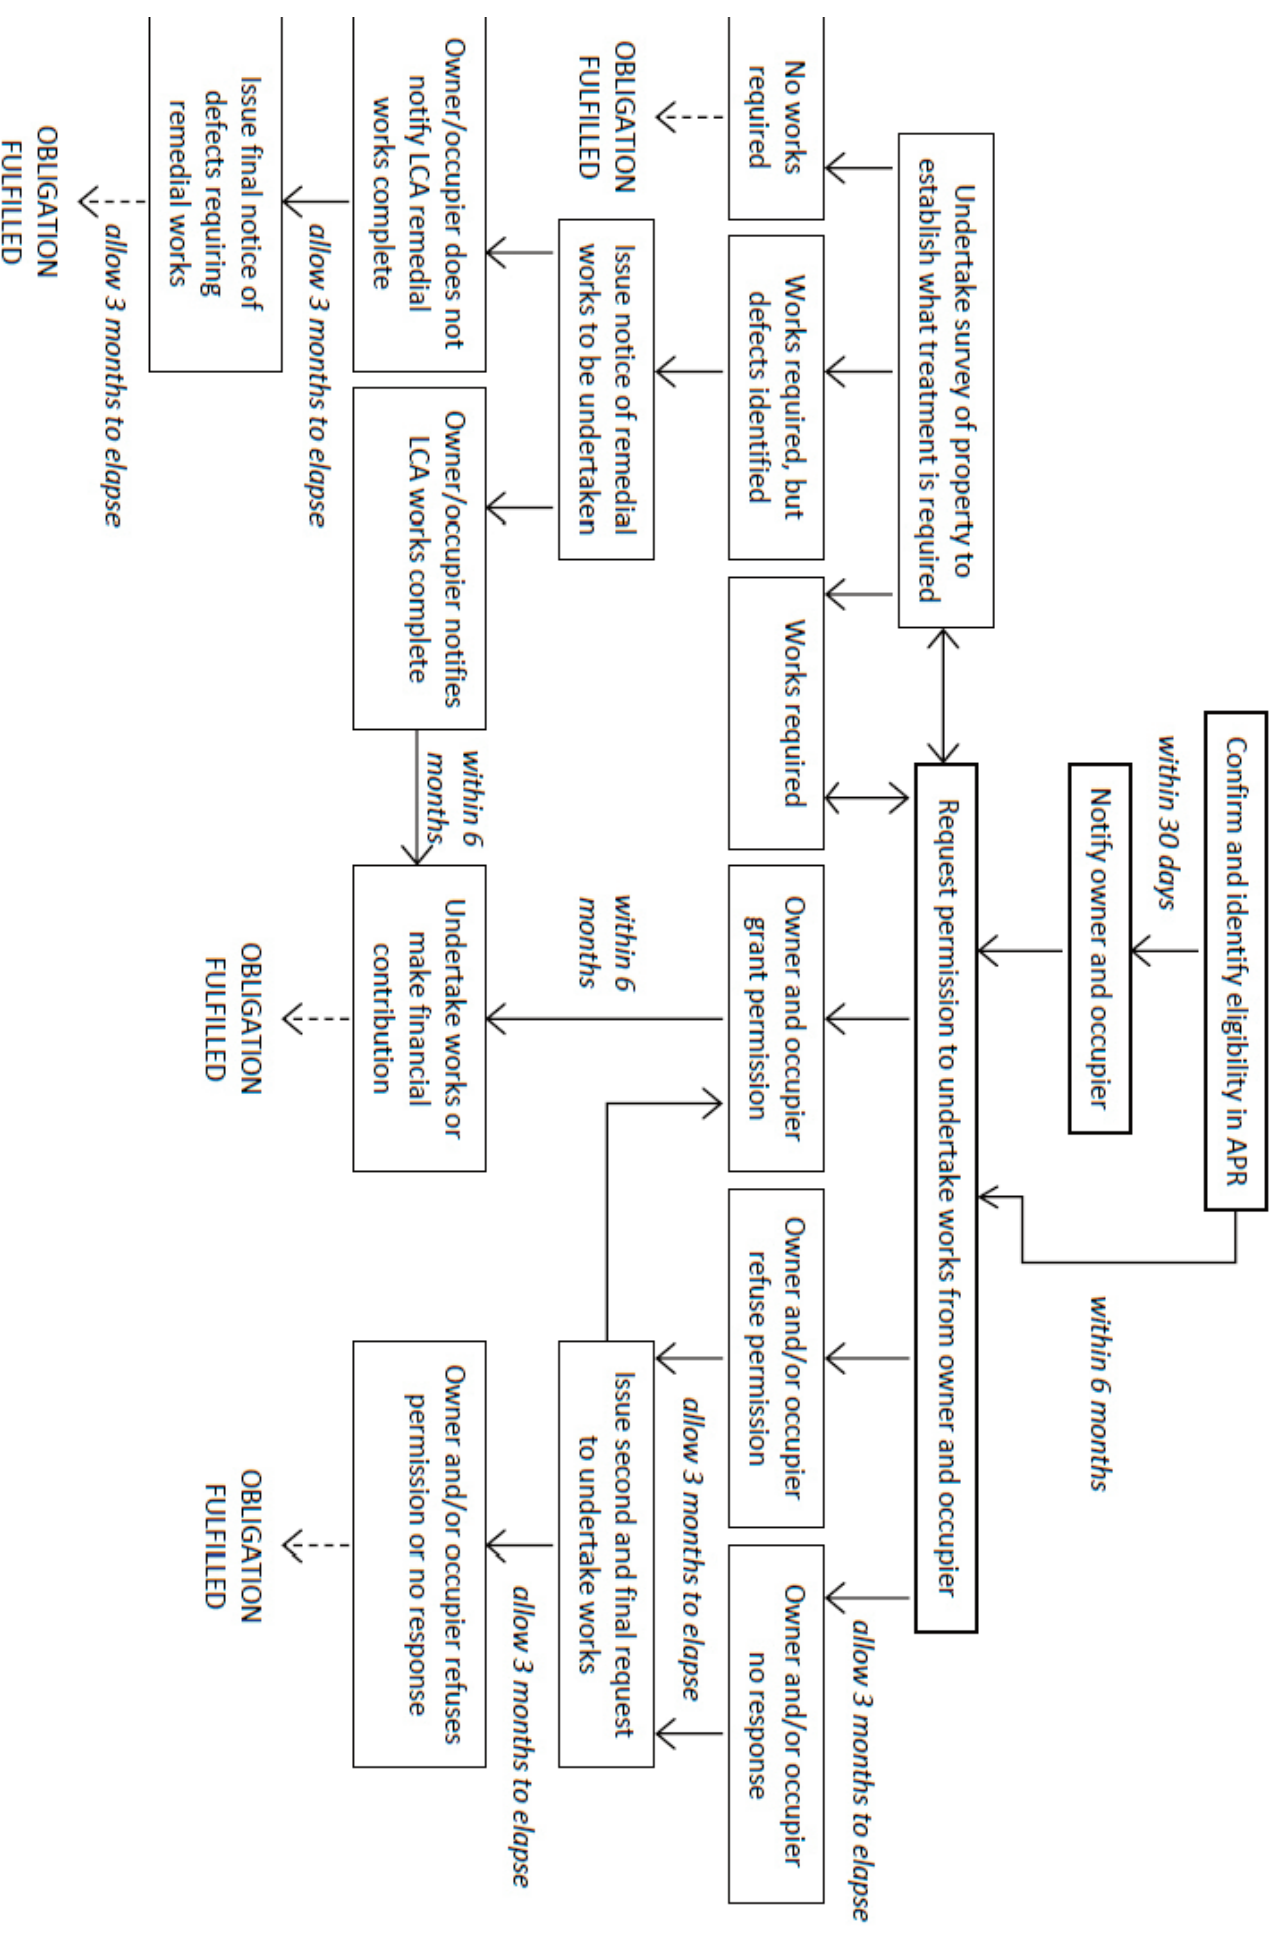 Confirm and identify eligibility in APR
within 30 days
Notify owner and occupier
within 6 months
Undertake survey of property to
establish what treatment is required
Request permission to undertake works from owner and occupier
allow 3 months to elapse
No works
required
Works required, but
defects identified
Works required
Owner and occupier
grant permission
Owner and/or occupier
refuse permission
Owner and/or occupier
no response
allow 3 months to elapse
OBLIGATION
FULFILLED
Issue notice of remedial
works to be undertaken
within 6
months
Issue second and final request
to undertake works
allow 3 months to elapse
Owner/occupier does not
notify LCA remedial
works complete
Owner/occupier notifies
LCA works complete
within 6
months
Undertake works or
make financial
contribution
Owner and/or occupier refuses
permission or no response
allow 3 months to elapse
Issue final notice of
defects requiring
remedial works
OBLIGATION
FULFILLED
OBLIGATION
FULFILLED
allow 3 months to elapse
OBLIGATION
FULFILLED